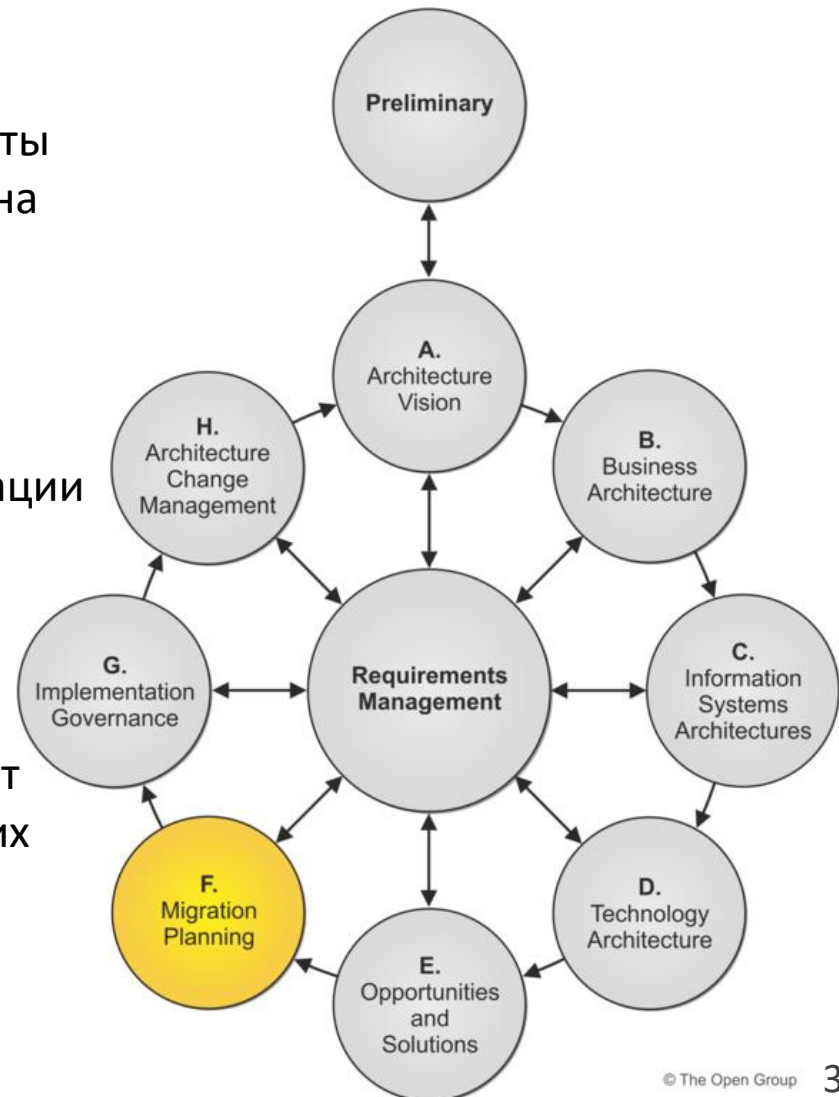 ты
на
ации
т
их
Preliminary
A.
Architecture
Vision
B.
Business
Architecture
C.
Information
Systems
Architectures
D.
Technology
Architecture
E.
Opportunities
and
Solutions
F.
Migration
Planning
G.
Implementation
Governance
H.
Architecture
Change
Management
Requirements
Management
© The Open Group 3